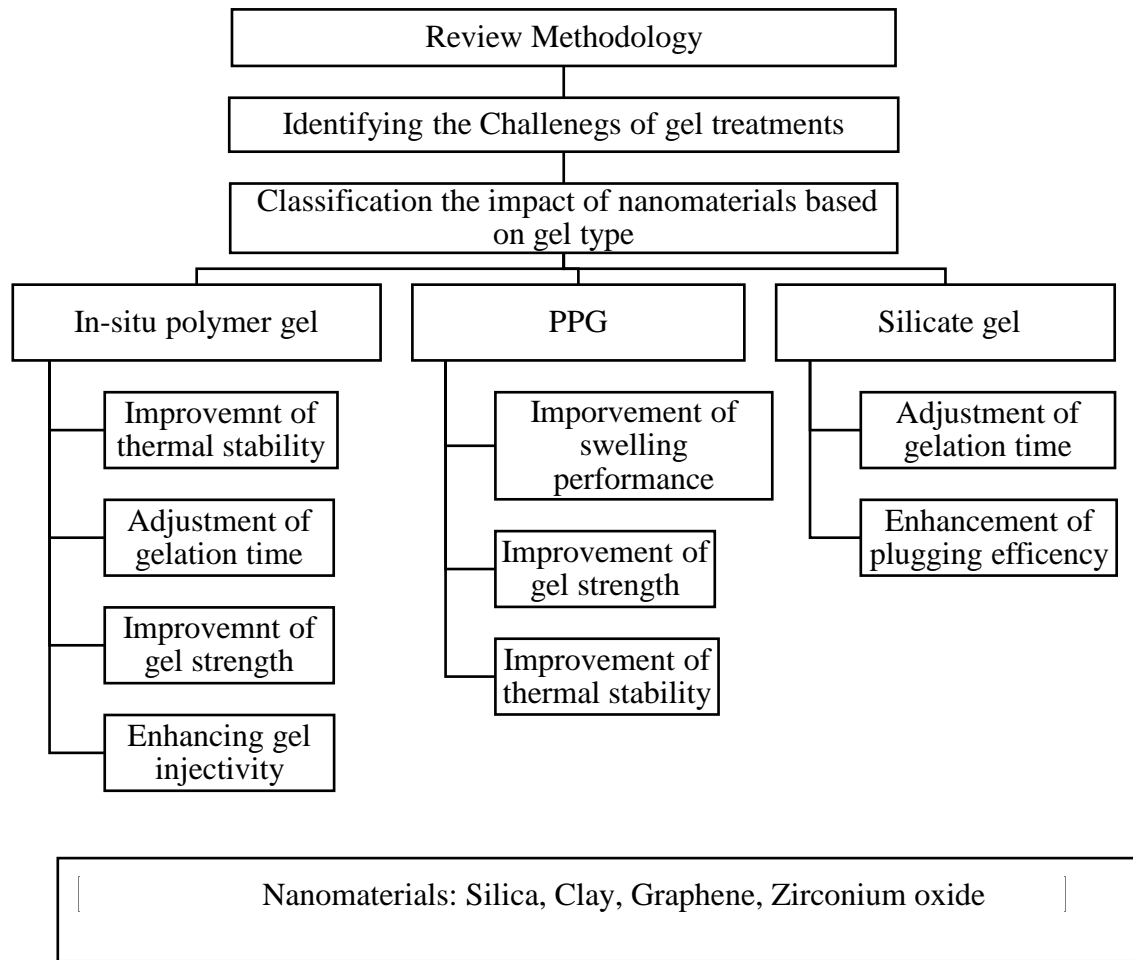 Review Methodology
Identifying the Challenegs of gel treatments
Classification the impact of nanomaterials based
on gel type
In-situ polymer gel
PPG
Silicate gel
Improvemnt of
thermal stability
Adjustment of
gelation time
Improvemnt of
gel strength
Enhancing gel
injectivity
Imporvement of
swelling
performance
Improvement of
gel strength
Improvement of
thermal stability
Adjustment of
gelation time
Enhancement of
plugging efficency
Nanomaterials: Silica, Clay, Graphene, Zirconium oxide